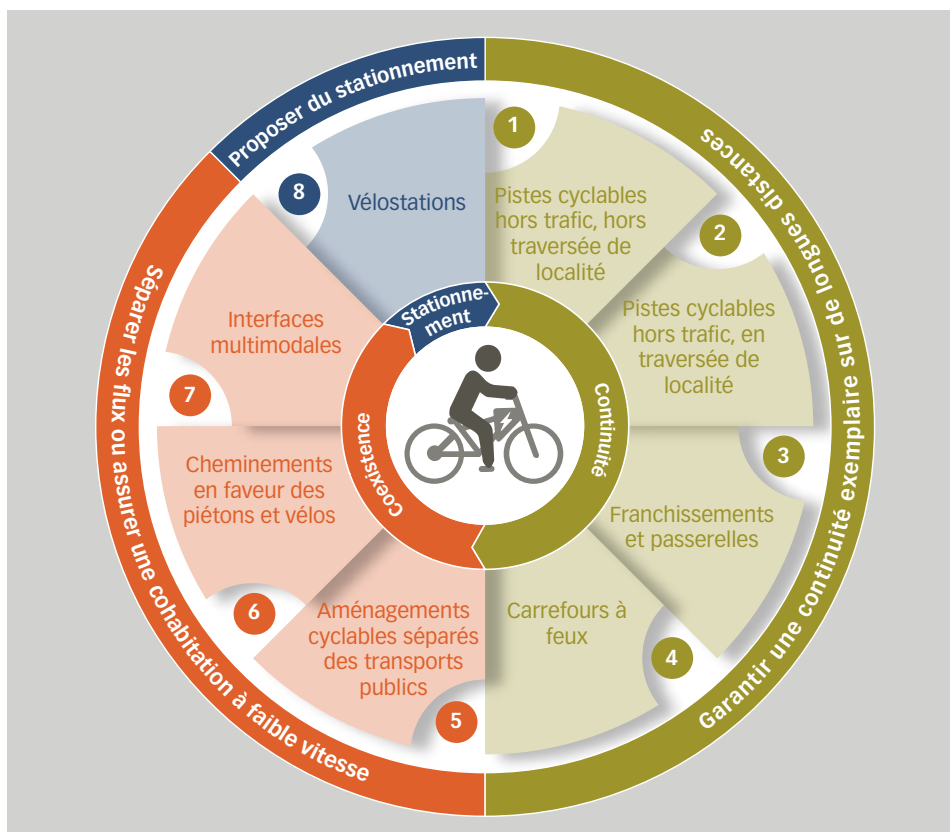 Proposer du stationnement
Garantir une continuité exemplaire sur de longues distances
Séparer les flux ou assurer une cohabitation à faible vitesse
1
Pistes cyclables
hors trafic, hors
traversée de
localité
2
Pistes cyclables
hors trafic, en
traversée de
localité
3
Franchissements
et passerelles
4
Carrefours à
feux
5
Aménagements
cyclables séparés
des transports
publics
6
Cheminements
en faveur des
piétons et vélos
7
Interfaces
multimodales
8
Vélostations
Stationne-
ment
Continuité
Coexistence